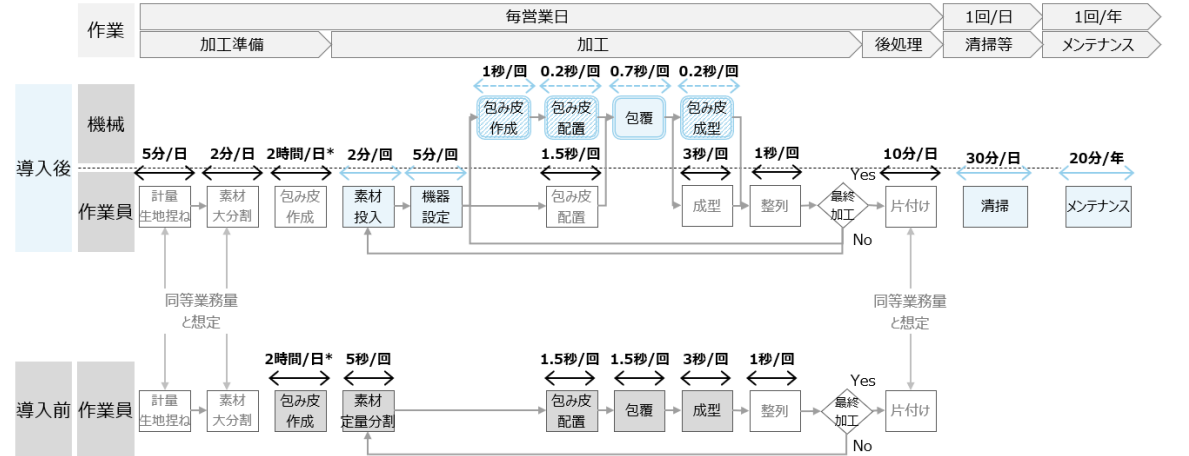 作業
毎営業日
1回/日
1回/年
加工準備
加工
後処理
清掃等
メンテナンス
導入後
機械
1秒/回
0.2秒/回
0.7秒/回
0.2秒/回
包み皮
作成
包み皮
配置
包覆
包み皮
成型
作業員
5分/日
2分/日
2時間/日*
2分/回
5分/回
1.5秒/回
3秒/回
1秒/回
10分/日
30分/日
20分/年
計量
生地捏ね
素材
大分割
包み皮
作成
素材
投入
機器
設定
包み皮
配置
成型
整列
最終
加工
Yes
No
片付け
清掃
メンテナンス
同等業務量
と想定
同等業務量
と想定
導入前
作業員
2時間/日*
5秒/回
1.5秒/回
1.5秒/回
3秒/回
1秒/回
計量
生地捏ね
素材
大分割
包み皮
作成
素材
定量分割
包み皮
配置
包覆
成型
整列
最終
加工
Yes
No
片付け